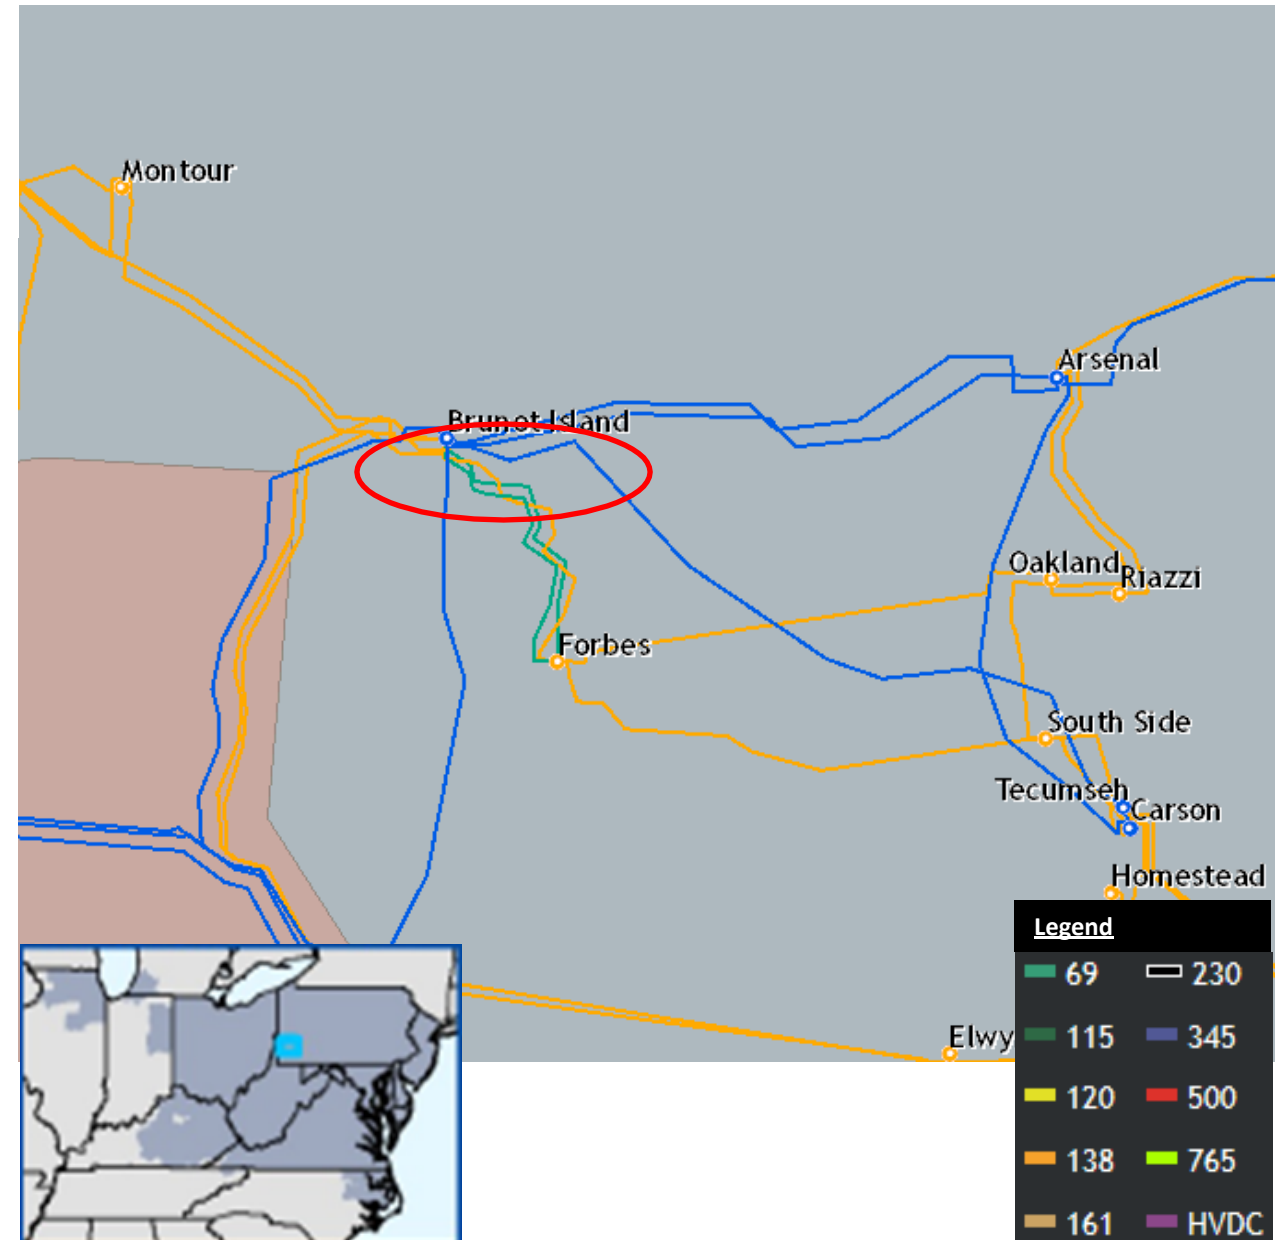 Montour
Arsenal
Brunot Island
Oakland
Riazzi
Forbes
South Side
Tecumseh
Carson
Homestead
Legend
69 230
115 345
120 500
138 765
161 HVDC
Elwy